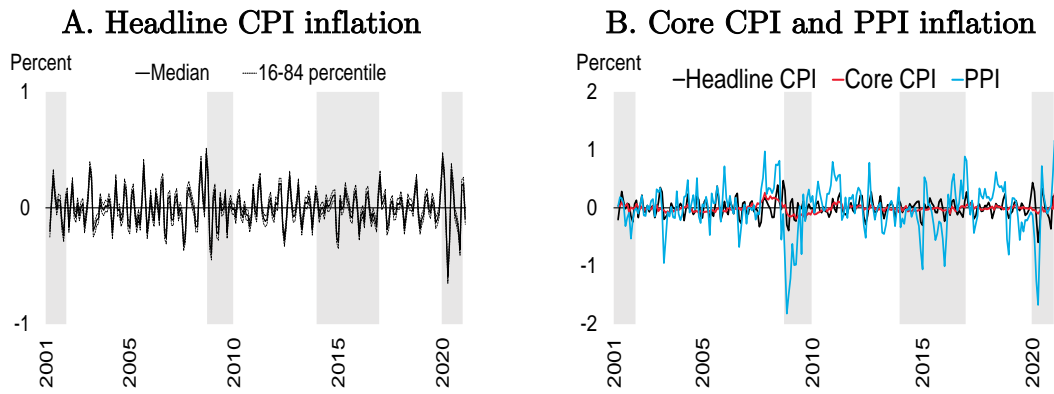 A. Headline CPI inflation
Percent
Median 16-84 percentile
1
0
-1
2001 2005 2010 2015 2020
B. Core CPI and PPI inflation
Percent
Headline CPI Core CPI PPI
2
1
0
-1
-2
2001 2005 2010 2015 2020